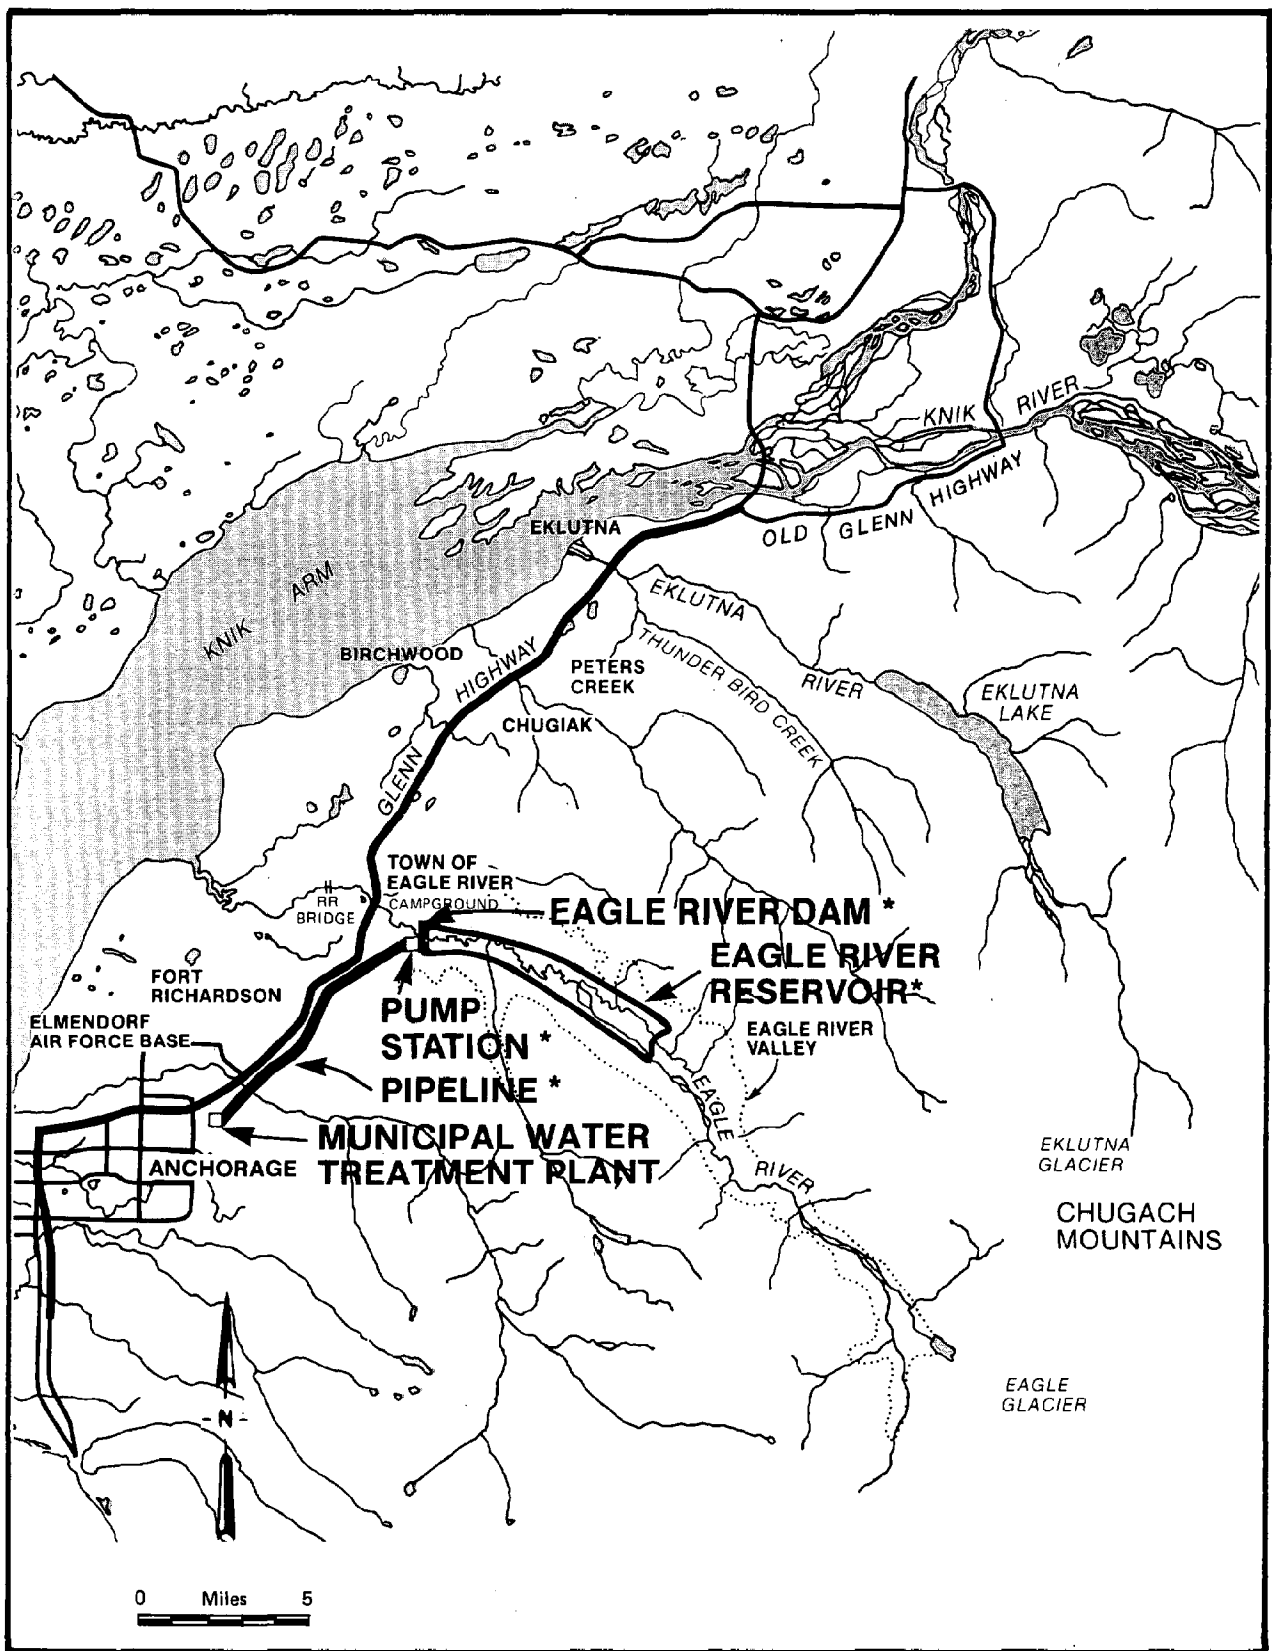 KNIK
RIVER
OLD GLENN HIGHWAY
EKLUTNA
KNIK ARM
EKLUTNA
RIVER
BIRCHWOOD
GLENN HIGHWAY
PETERS
CREEK
THUNDER BIRD CREEK
EKLUTNA
LAKE
CHUGIAK
TOWN OF
EAGLE RIVER
CAMPGROUND
RR
BRIDGE
EAGLE RIVER DAM *
EAGLE RIVER
RESERVOIR*
FORT
RICHARDSON
PUMP
STATION *
EAGLE RIVER
VALLEY
ELMENDORF
AIR FORCE BASE
PIPELINE *
EAGLE
RIVER
MUNICIPAL WATER
TREATMENT PLANT
ANCHORAGE
EKLUTNA
GLACIER
CHUGACH
MOUNTAINS
EAGLE
GLACIER
- N -
0 Miles 5